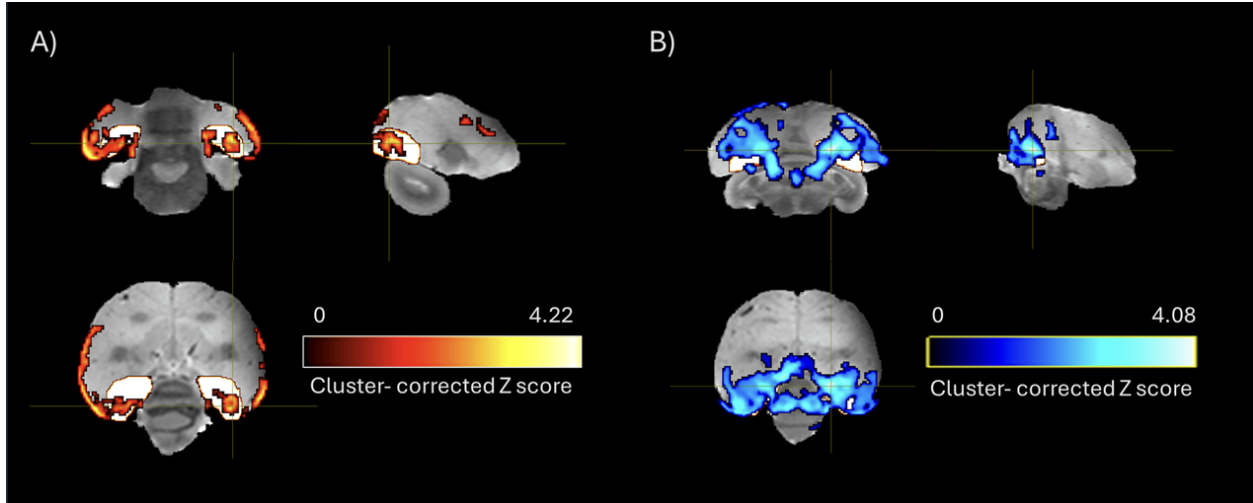 A)
B)
0 4.22
Cluster- corrected Z score
0 4.08
Cluster- corrected Z score